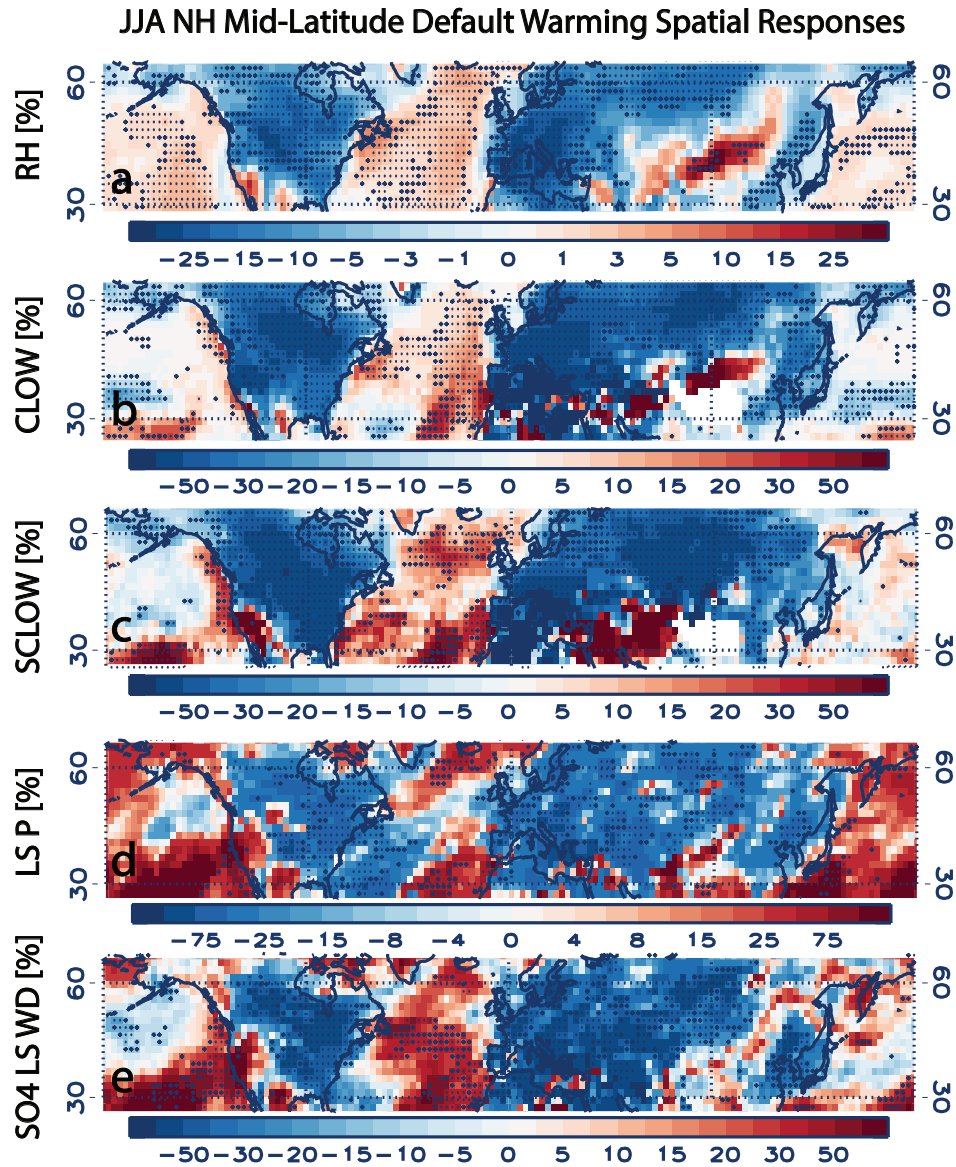 JJA NH Mid-Latitude Default Warming Spatial Responses
RH [%]
60
30
a
60
30
-25 -15 -10 -5 -3 -1 0 1 3 5 10 15 25
CLOW [%]
60
30
b
60
30
-50 -30 -20 -15 -10 -5 0 5 10 15 20 30 50
SCLOW [%]
60
30
c
60
30
-50 -30 -20 -15 -10 -5 0 5 10 15 20 30 50
LS P [%]
60
30
d
60
30
-75 -25 -15 -8 -4 0 4 8 15 25 75
SO4 LS WD [%]
60
30
e
60
30
-50 -30 -20 -15 -10 -5 0 5 10 15 20 30 50